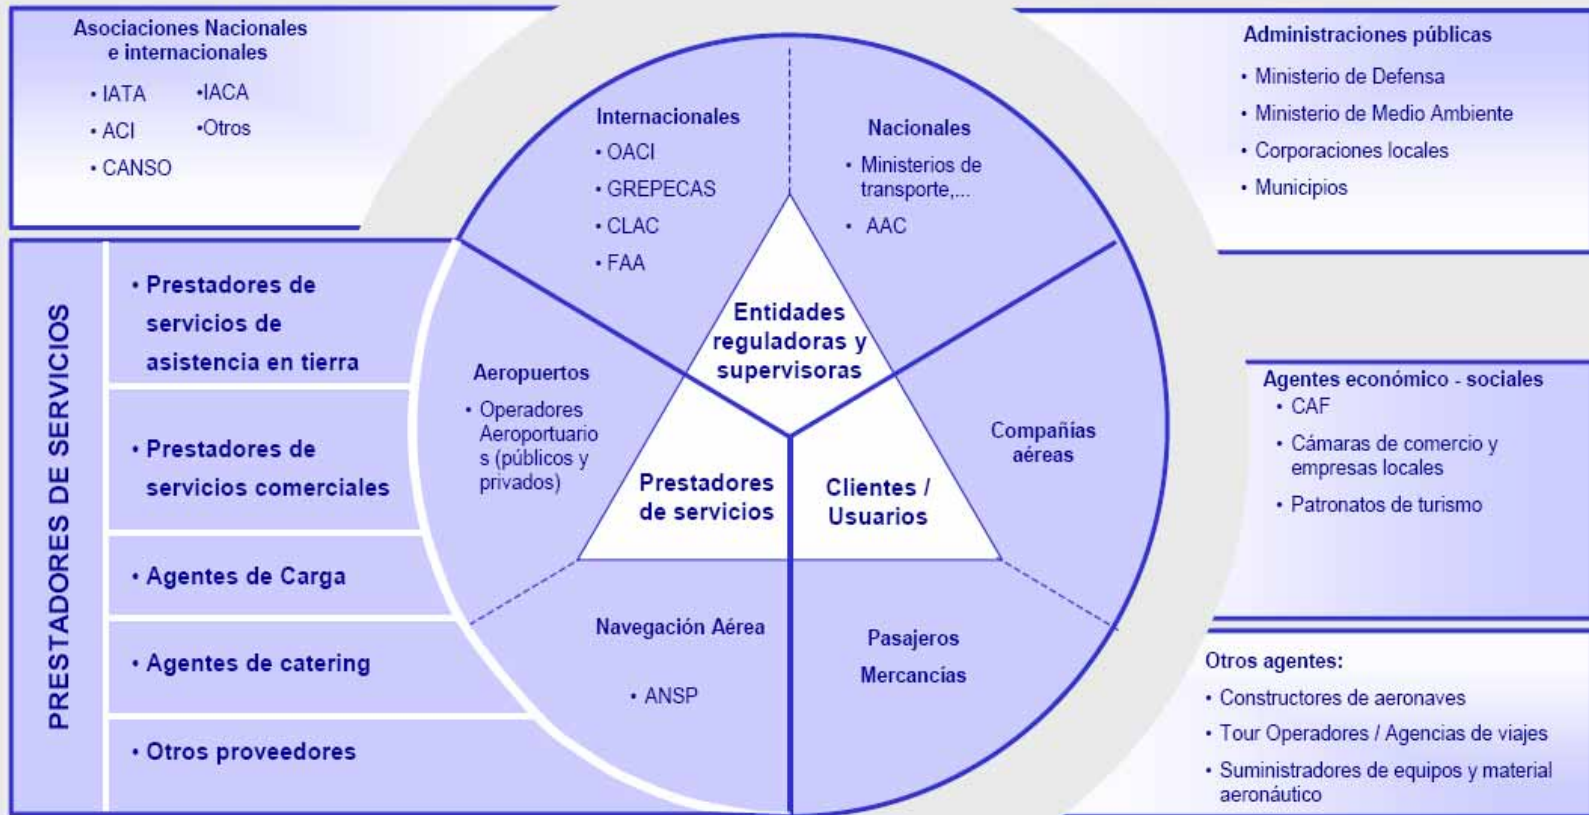 Asociaciones Nacionales
e internacionales
• IATA
• ACI
• CANSO
•IACA
•Otros
Internacionales
• OACI
• GREPECAS
• CLAC
• FAA
Nacionales
• Ministerios de
transporte,...
• AAC
Administraciones públicas
• Ministerio de Defensa
• Ministerio de Medio Ambiente
• Corporaciones locales
• Municipios
PRESTADORES DE SERVICIOS
• Prestadores de
servicios de
asistencia en tierra
• Prestadores de
servicios comerciales
• Agentes de Carga
• Agentes de catering
• Otros proveedores
Aeropuertos
• Operadores
Aeroportuario
s (públicos y
privados)
Entidades
reguladoras y
supervisoras
Prestadores
de servicios
Clientes /
Usuarios
Compañías
aéreas
Navegación Aérea
• ANSP
Pasajeros
Mercancías
Agentes económico - sociales
• CAF
• Cámaras de comercio y
empresas locales
• Patronatos de turismo
Otros agentes:
• Constructores de aeronaves
• Tour Operadores / Agencias de viajes
• Suministradores de equipos y material
aeronáutico